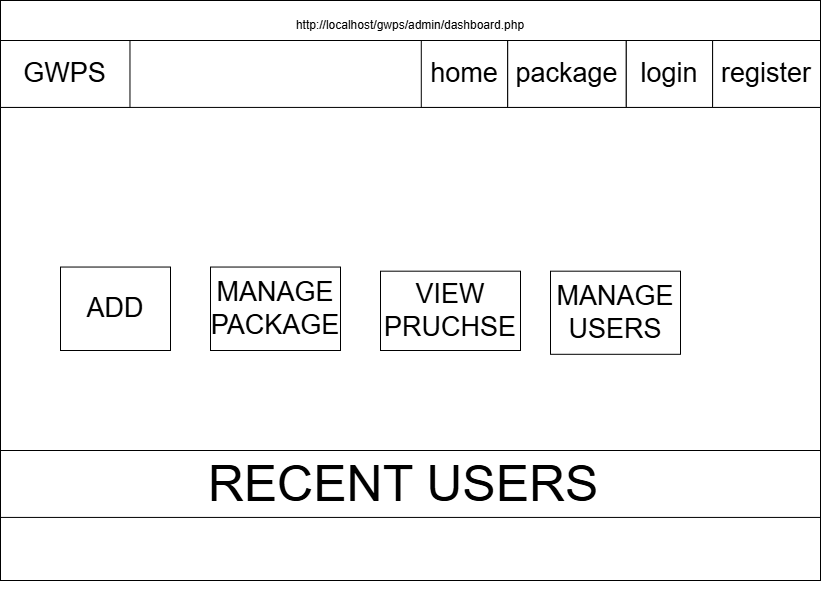 http://localhost/gwps/admin/dashboard.php
GWPS home package login register
ADD
MANAGE
PACKAGE
VIEW
PRUCHSE
MANAGE
USERS
RECENT USERS